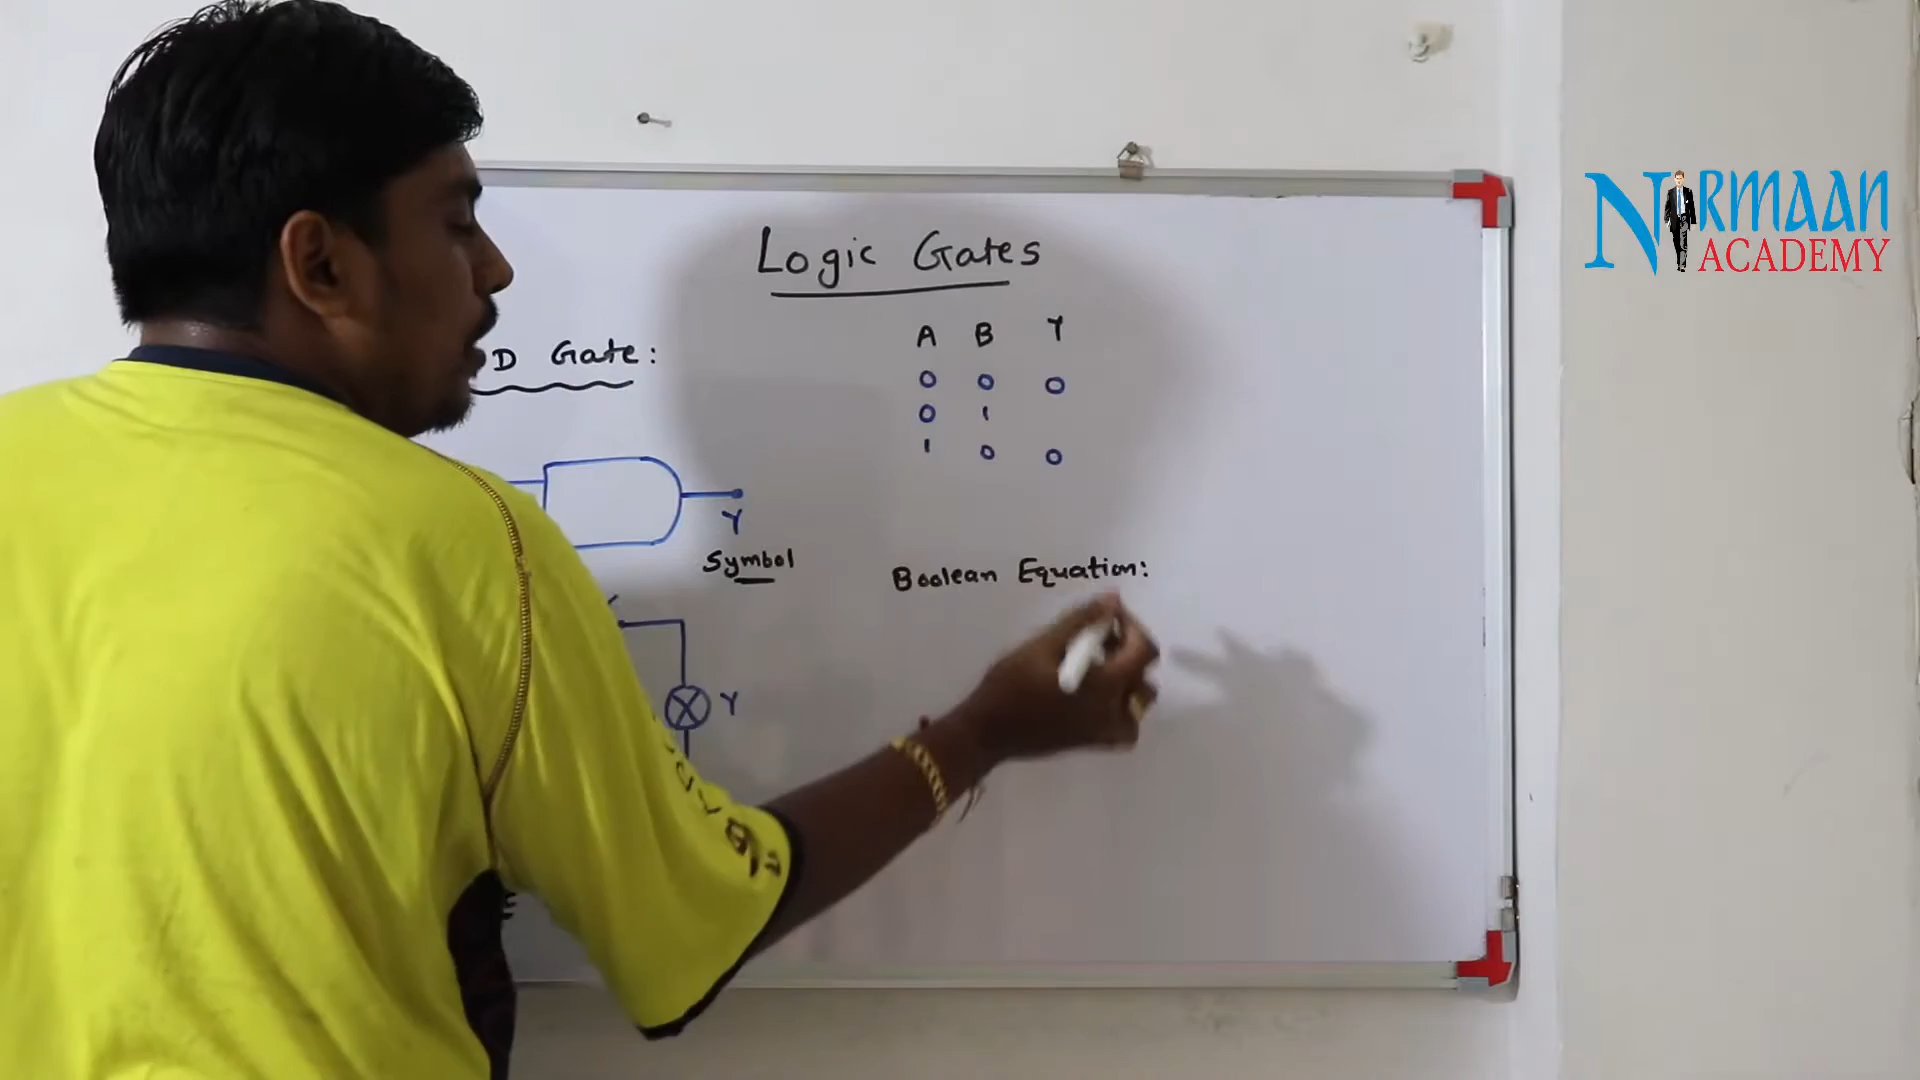 NIRMAAN
ACADEMY
Logic Gates
D Gate:
A B Y
0 0 0
0 1
1 0 0
Y
Symbol
Boolean Equation:
Y